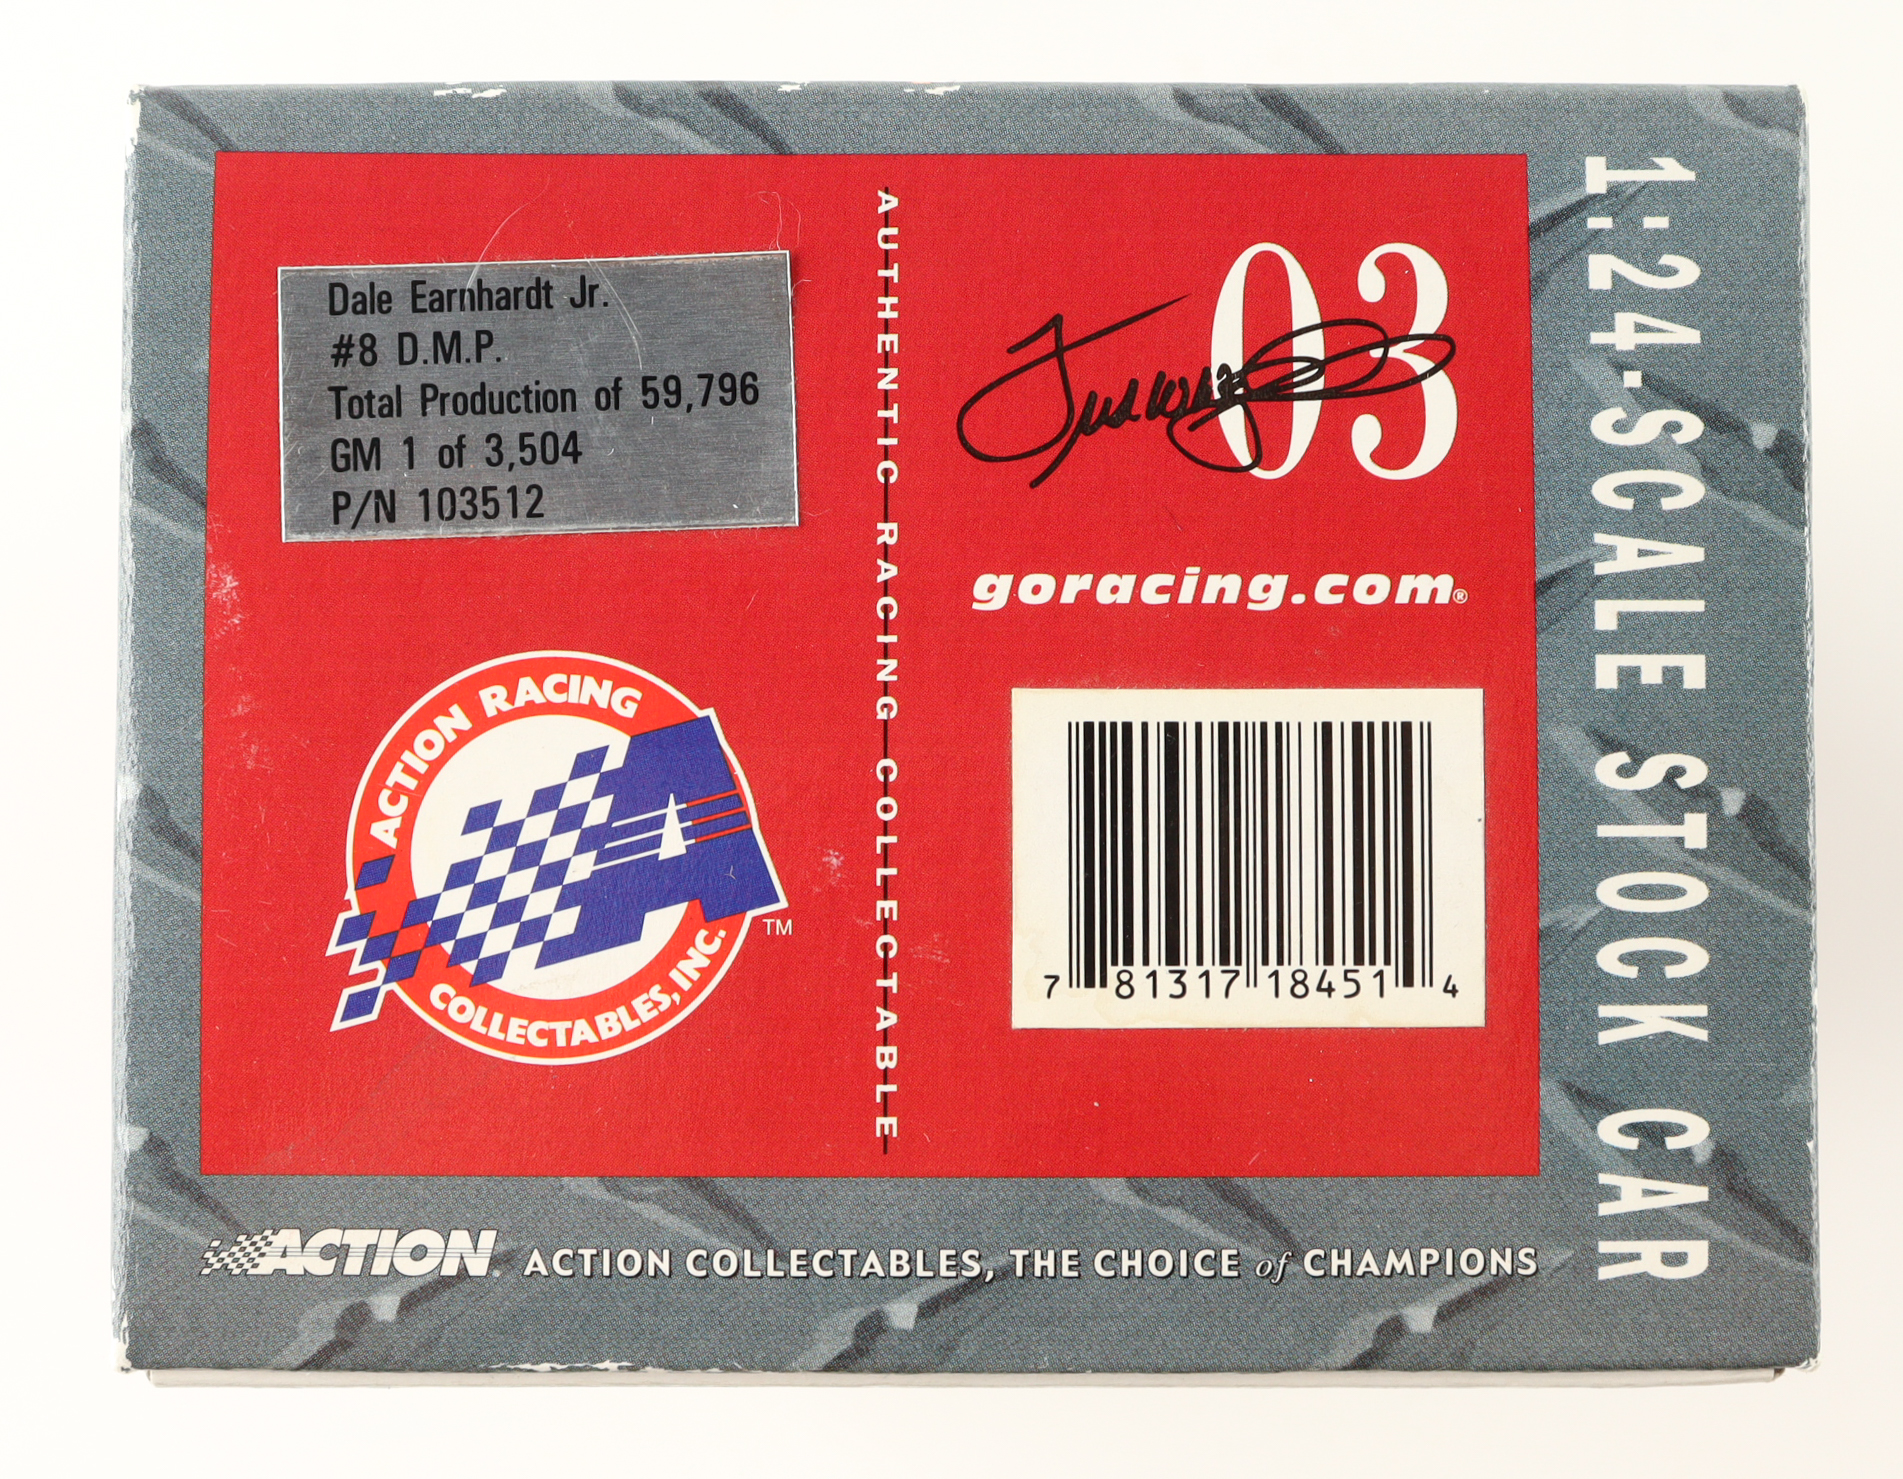 Dale Earnhardt Jr.
#8 D.M.P.
Total Production of 59,796
GM 1 of 3,504
P/N 103512
ACTION RACING
COLLECTABLES, INC.
TM
AUTHENTIC RACING COLLECTABLE
03
goracing.com®
7 81317 18451 4
1:24-SCALE STOCK CAR
ACTION® ACTION COLLECTABLES, THE CHOICE of CHAMPIONS